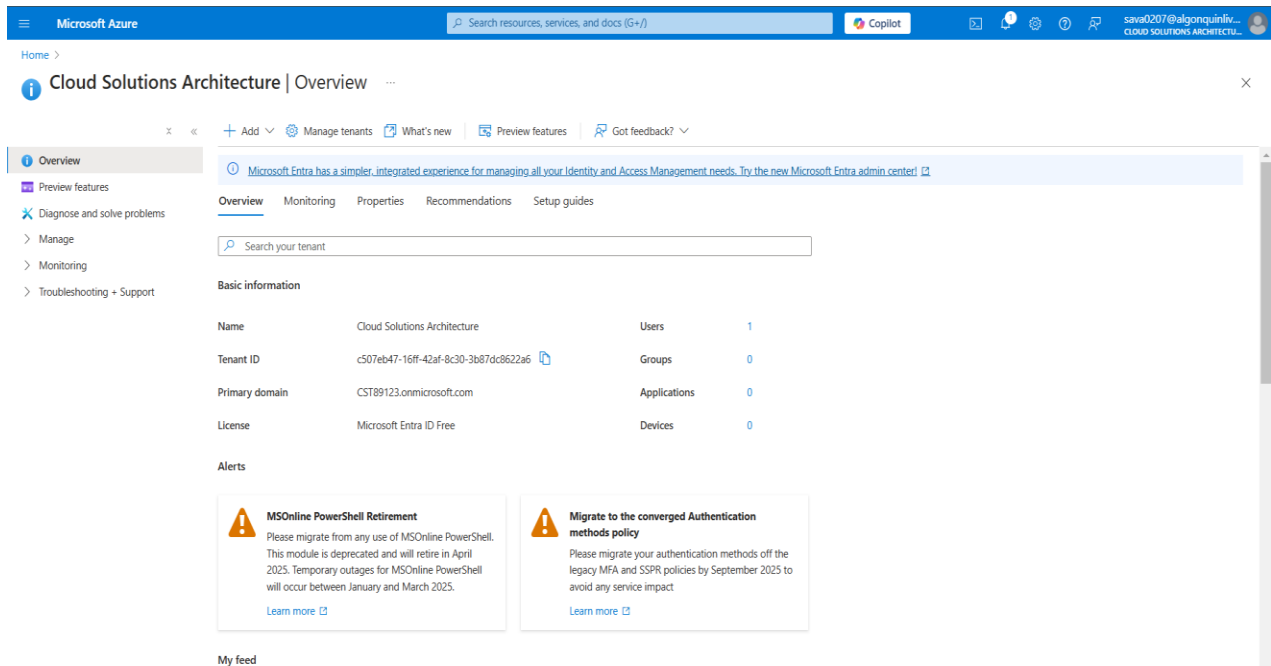 Microsoft Azure
Search resources, services, and docs (G+/)
Copilot
1
sava0207@algonquinliv...
CLOUD SOLUTIONS ARCHITECTU...
Home >
Cloud Solutions Architecture | Overview ...
Add
Manage tenants
What's new
Preview features
Got feedback?
Overview
Preview features
Diagnose and solve problems
Manage
Monitoring
Troubleshooting + Support
Microsoft Entra has a simpler, integrated experience for managing all your Identity and Access Management needs. Try the new Microsoft Entra admin center!
Overview Monitoring Properties Recommendations Setup guides
Search your tenant
Basic information
Name Cloud Solutions Architecture Users 1
Tenant ID c507eb47-16ff-42af-8c30-3b87dc8622a6 Groups 0
Primary domain CST89123.onmicrosoft.com Applications 0
License Microsoft Entra ID Free Devices 0
Alerts
MSOnline PowerShell Retirement
Please migrate from any use of MSOnline PowerShell.
This module is deprecated and will retire in April
2025. Temporary outages for MSOnline PowerShell
will occur between January and March 2025.
Learn more
Migrate to the converged Authentication
methods policy
Please migrate your authentication methods off the
legacy MFA and SSPR policies by September 2025 to
avoid any service impact
Learn more
My feed